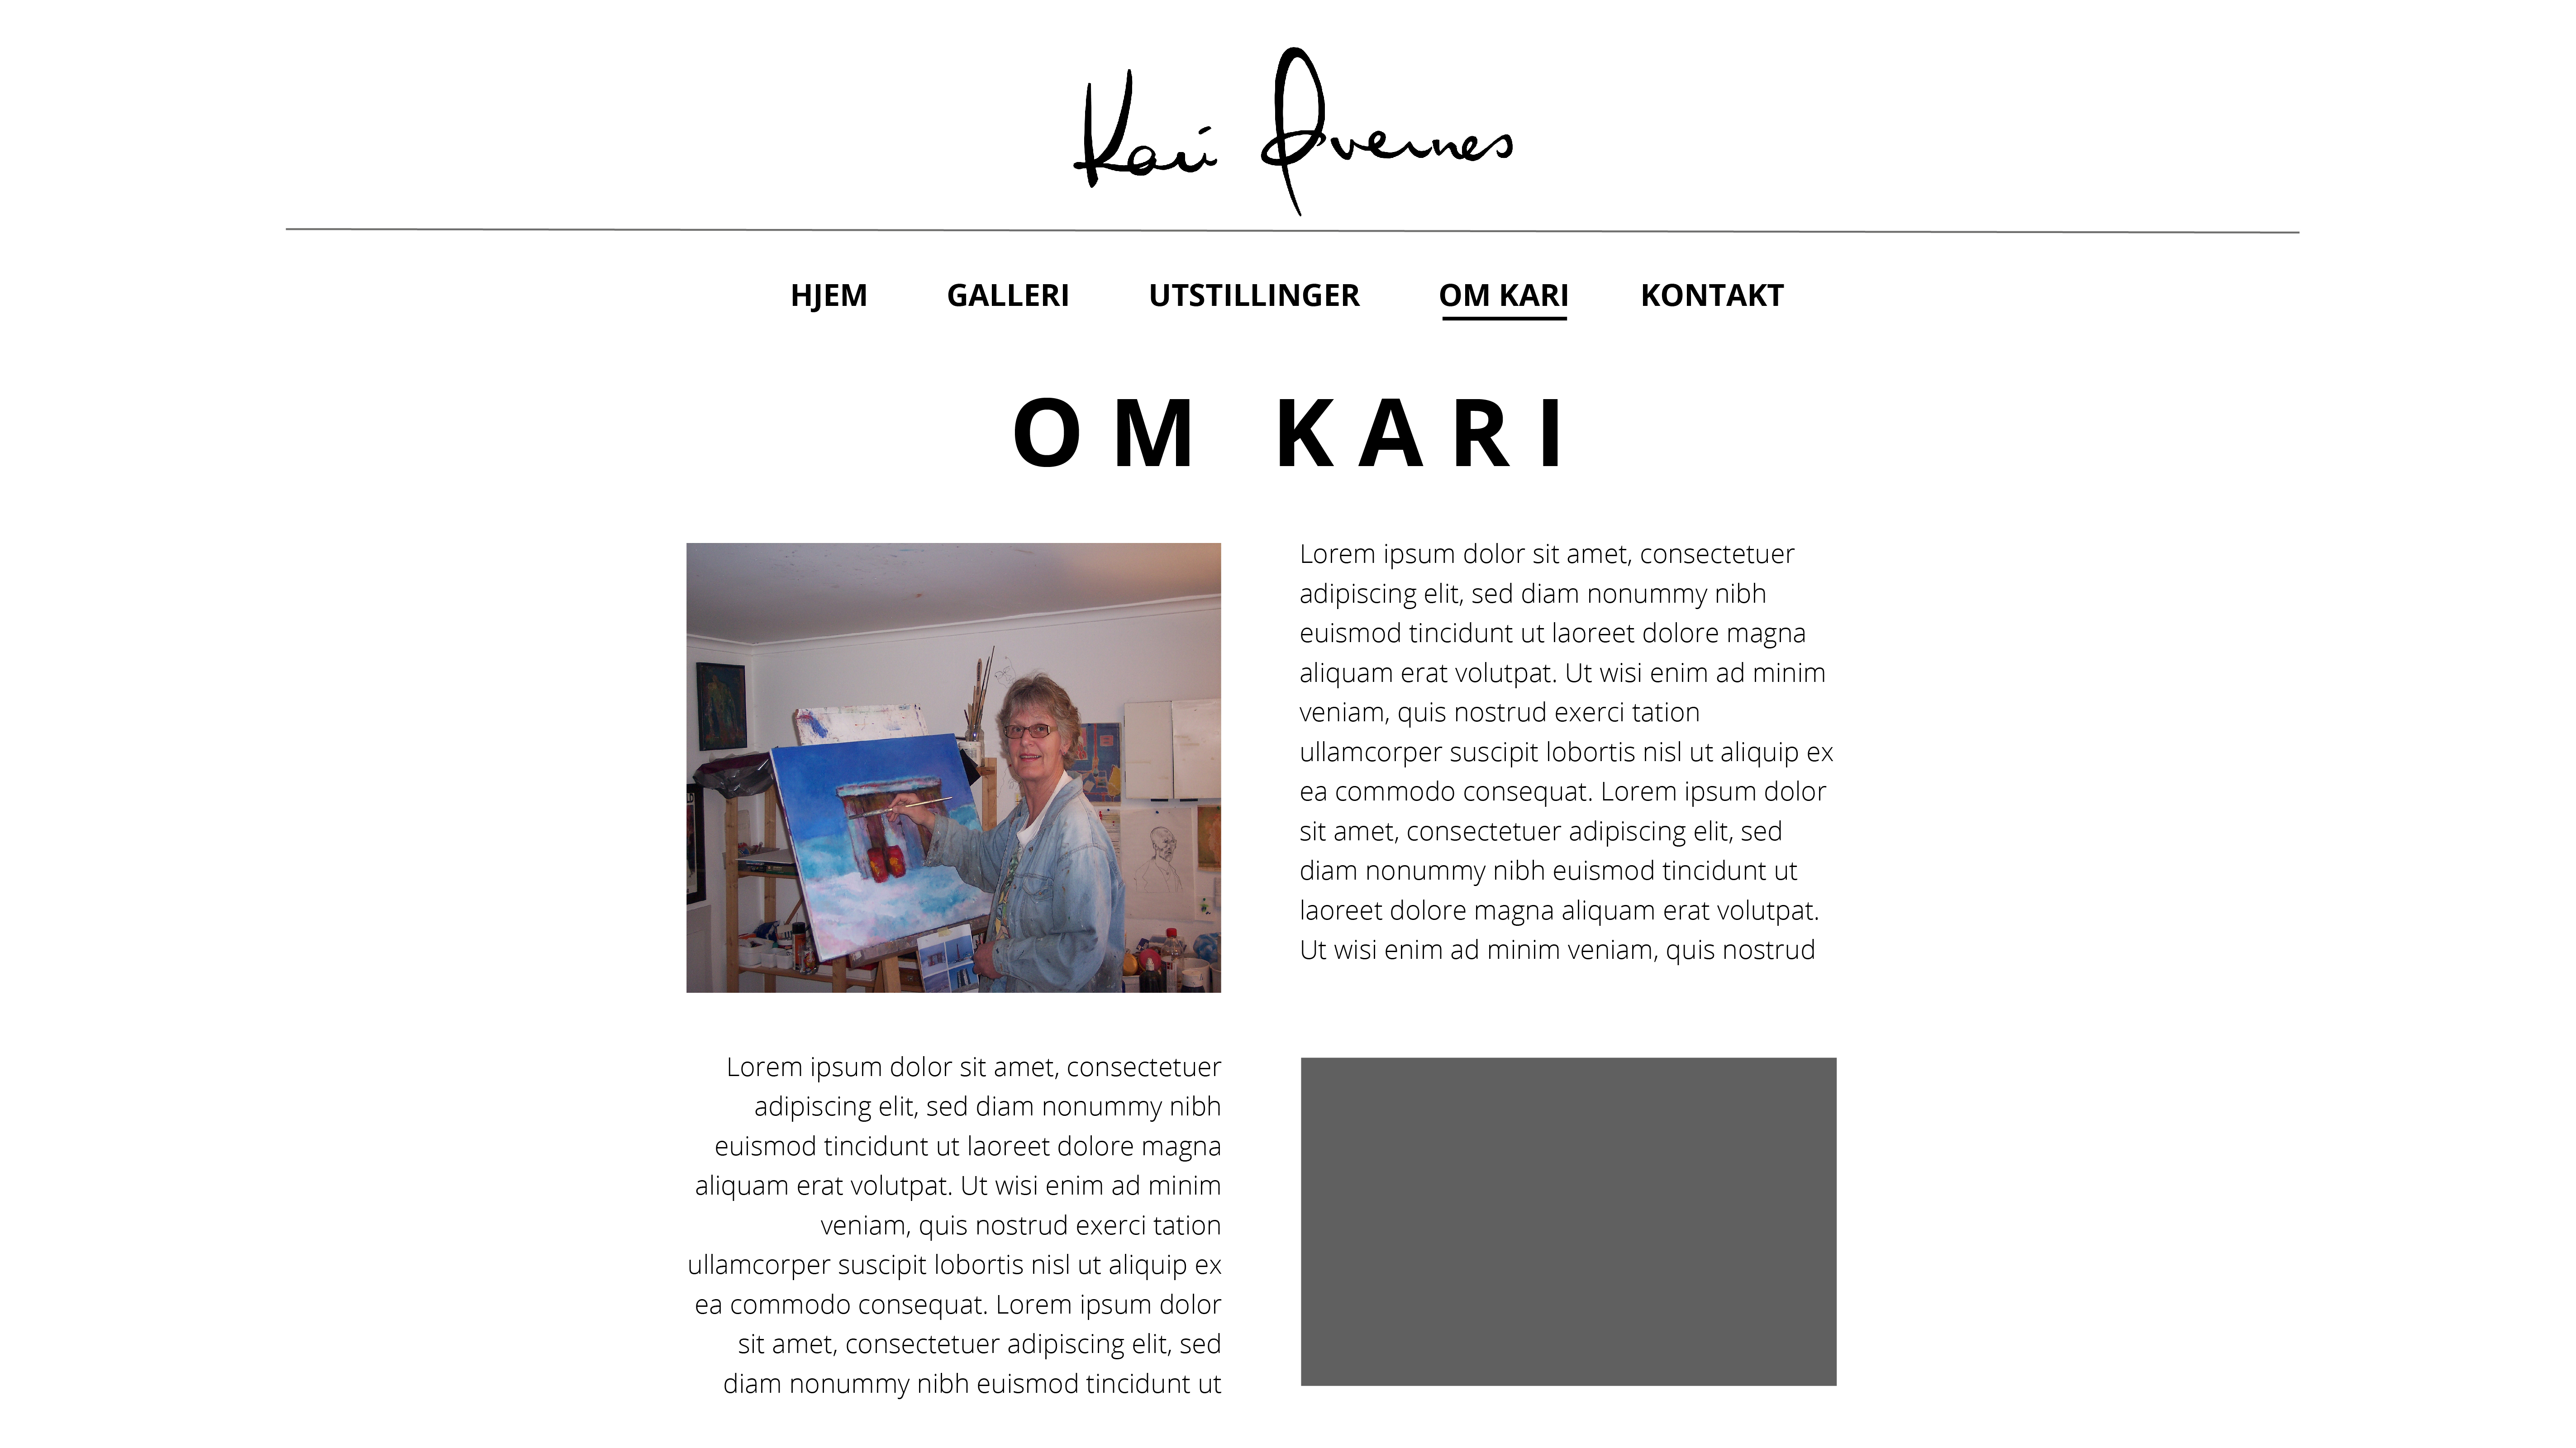 Kari Qvernes
HJEM GALLERI UTSTILLINGER OM KARI KONTAKT
OM KARI
Lorem ipsum dolor sit amet, consectetuer
adipiscing elit, sed diam nonummy nibh
euismod tincidunt ut laoreet dolore magna
aliquam erat volutpat. Ut wisi enim ad minim
veniam, quis nostrud exerci tation
ullamcorper suscipit lobortis nisl ut aliquip ex
ea commodo consequat. Lorem ipsum dolor
sit amet, consectetuer adipiscing elit, sed
diam nonummy nibh euismod tincidunt ut
laoreet dolore magna aliquam erat volutpat.
Ut wisi enim ad minim veniam, quis nostrud
Lorem ipsum dolor sit amet, consectetuer
adipiscing elit, sed diam nonummy nibh
euismod tincidunt ut laoreet dolore magna
aliquam erat volutpat. Ut wisi enim ad minim
veniam, quis nostrud exerci tation
ullamcorper suscipit lobortis nisl ut aliquip ex
ea commodo consequat. Lorem ipsum dolor
sit amet, consectetuer adipiscing elit, sed
diam nonummy nibh euismod tincidunt ut